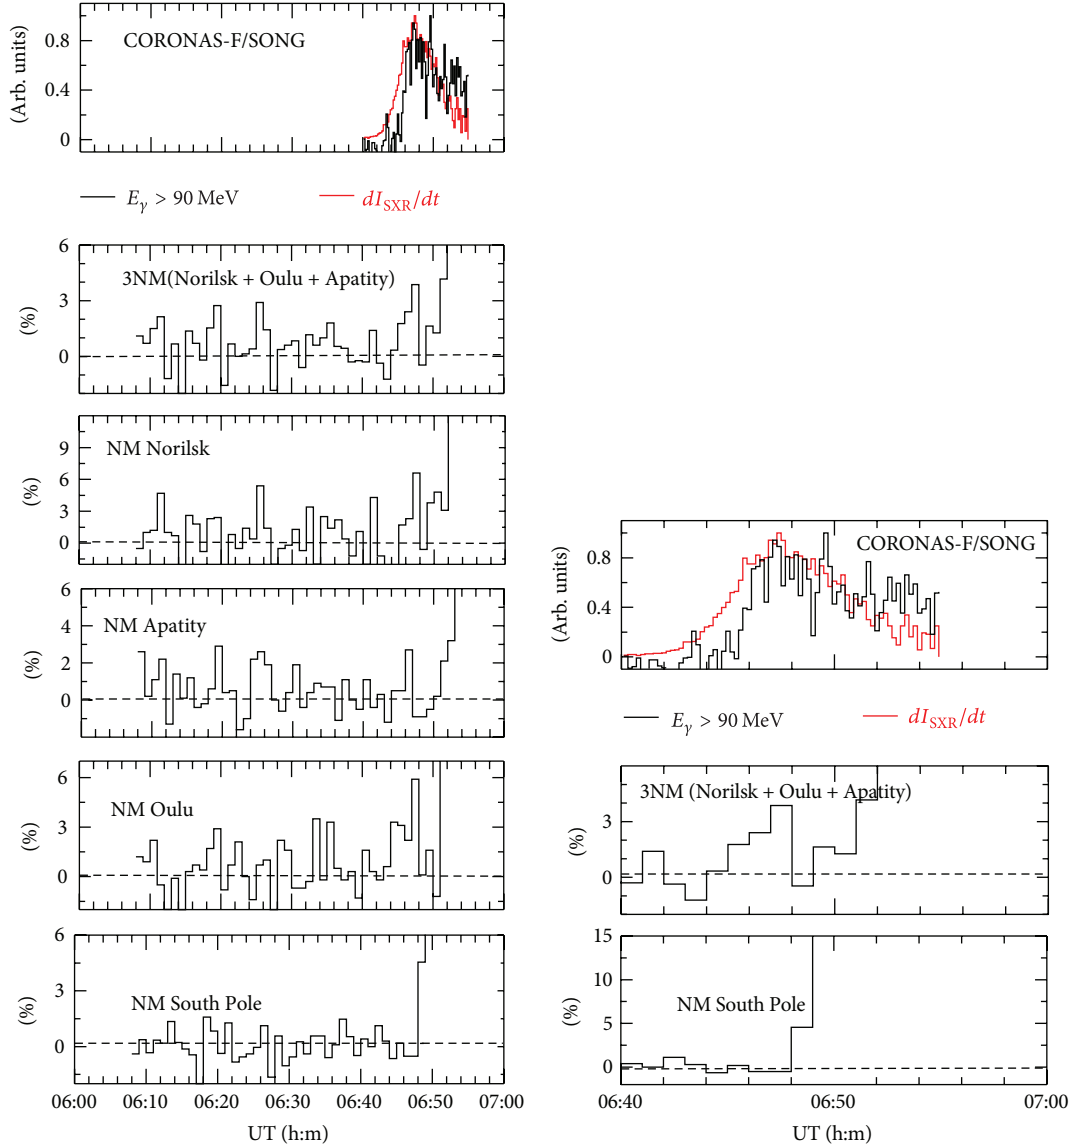 CORONAS-F/SONG
(Arb. units)
0.8
0.4
0
E_γ > 90 MeV
dI_SXR/dt
3NM(Norilsk + Oulu + Apatity)
(%)
6
3
0
NM Norilsk
(%)
9
6
3
0
NM Apatity
(%)
6
4
2
0
NM Oulu
(%)
6
3
0
NM South Pole
(%)
6
3
0
06:00 06:10 06:20 06:30 06:40 06:50 07:00
UT (h:m)
CORONAS-F/SONG
(Arb. units)
0.8
0.4
0
E_γ > 90 MeV
dI_SXR/dt
3NM (Norilsk + Oulu + Apatity)
(%)
3
0
NM South Pole
(%)
15
10
5
0
06:40 06:50 07:00
UT (h:m)